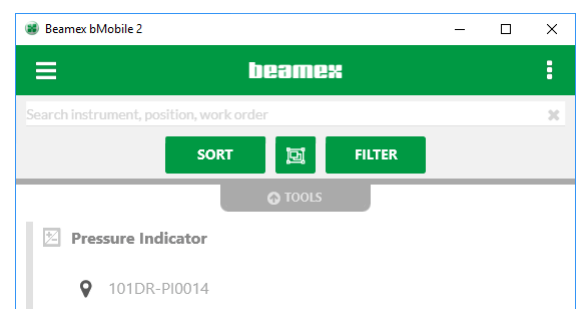 Beamex bMobile 2
beamex
Search instrument, position, work order
SORT
FILTER
TOOLS
Pressure Indicator
101DR-PI0014